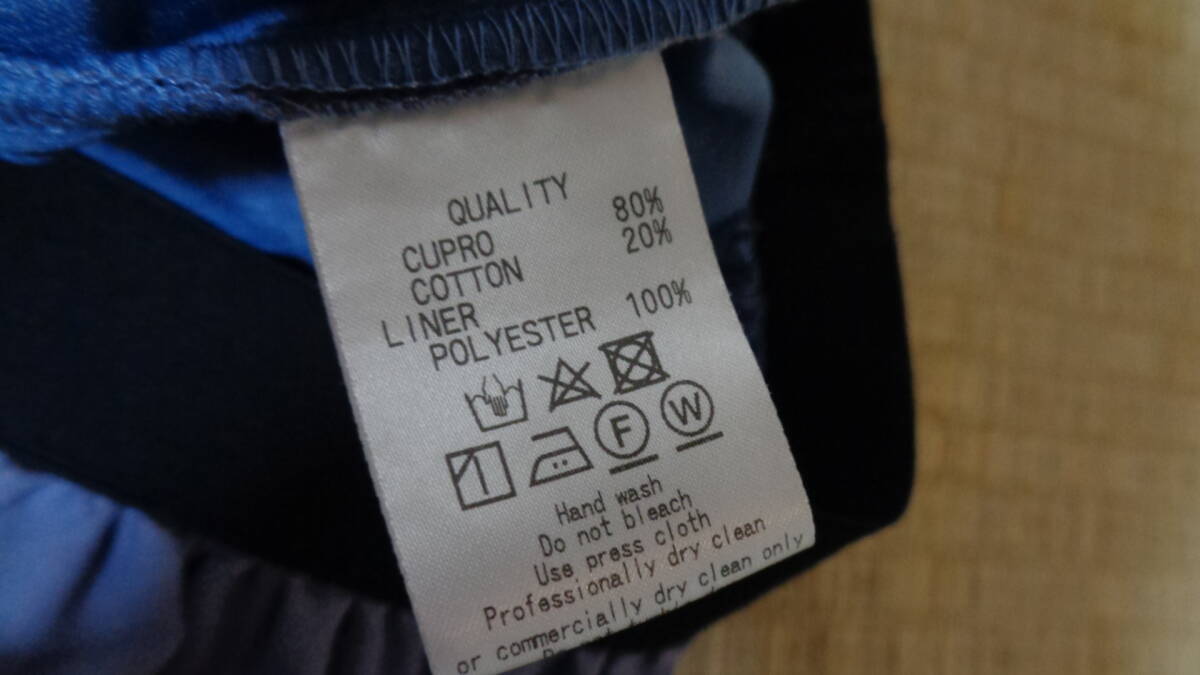 QUALITY
CUPRO 80%
COTTON 20%
LINER
POLYESTER 100%
F W
Hand wash
Do not bleach
Use press cloth
Professionally dry clean
or commercially dry clean only